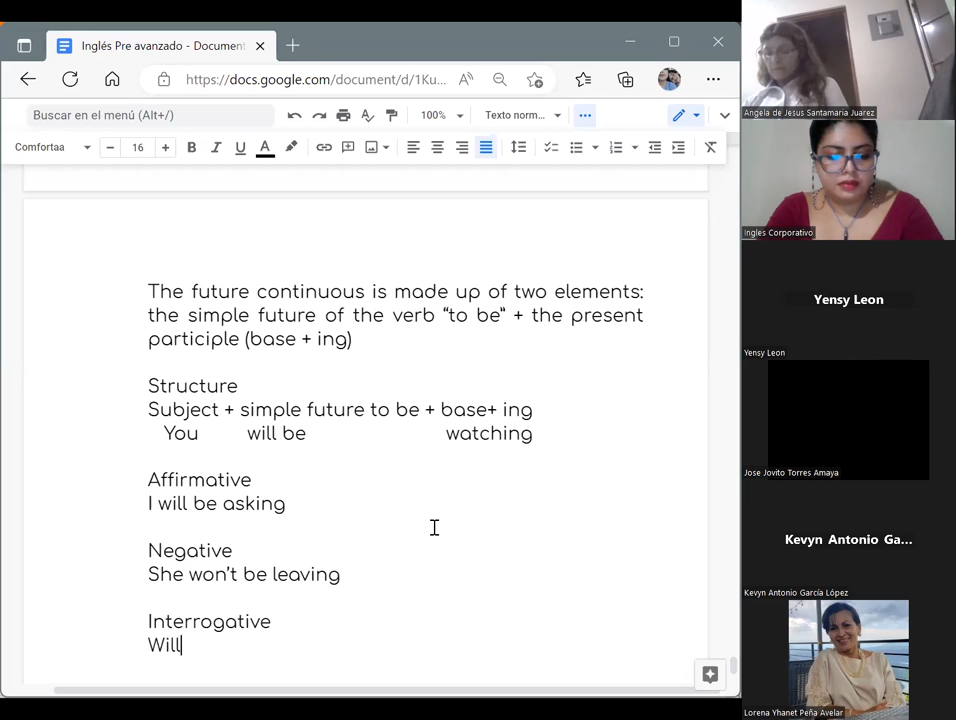 Inglés Pre avanzado - Document
https://docs.google.com/document/d/1Ku...
Buscar en el menú (Alt+/)
100%
Texto norm...
Comfortaa
16
The future continuous is made up of two elements:
the simple future of the verb “to be” + the present
participle (base + ing)
Structure
Subject + simple future to be + base+ ing
You will be watching
Affirmative
I will be asking
Negative
She won’t be leaving
Interrogative
Will
Angela de Jesus Santamaria Juarez
Ingles Corporativo
Yensy Leon
Yensy Leon
Jose Jovito Torres Amaya
Kevyn Antonio Ga...
Kevyn Antonio García López
Lorena Yhanet Peña Avelar